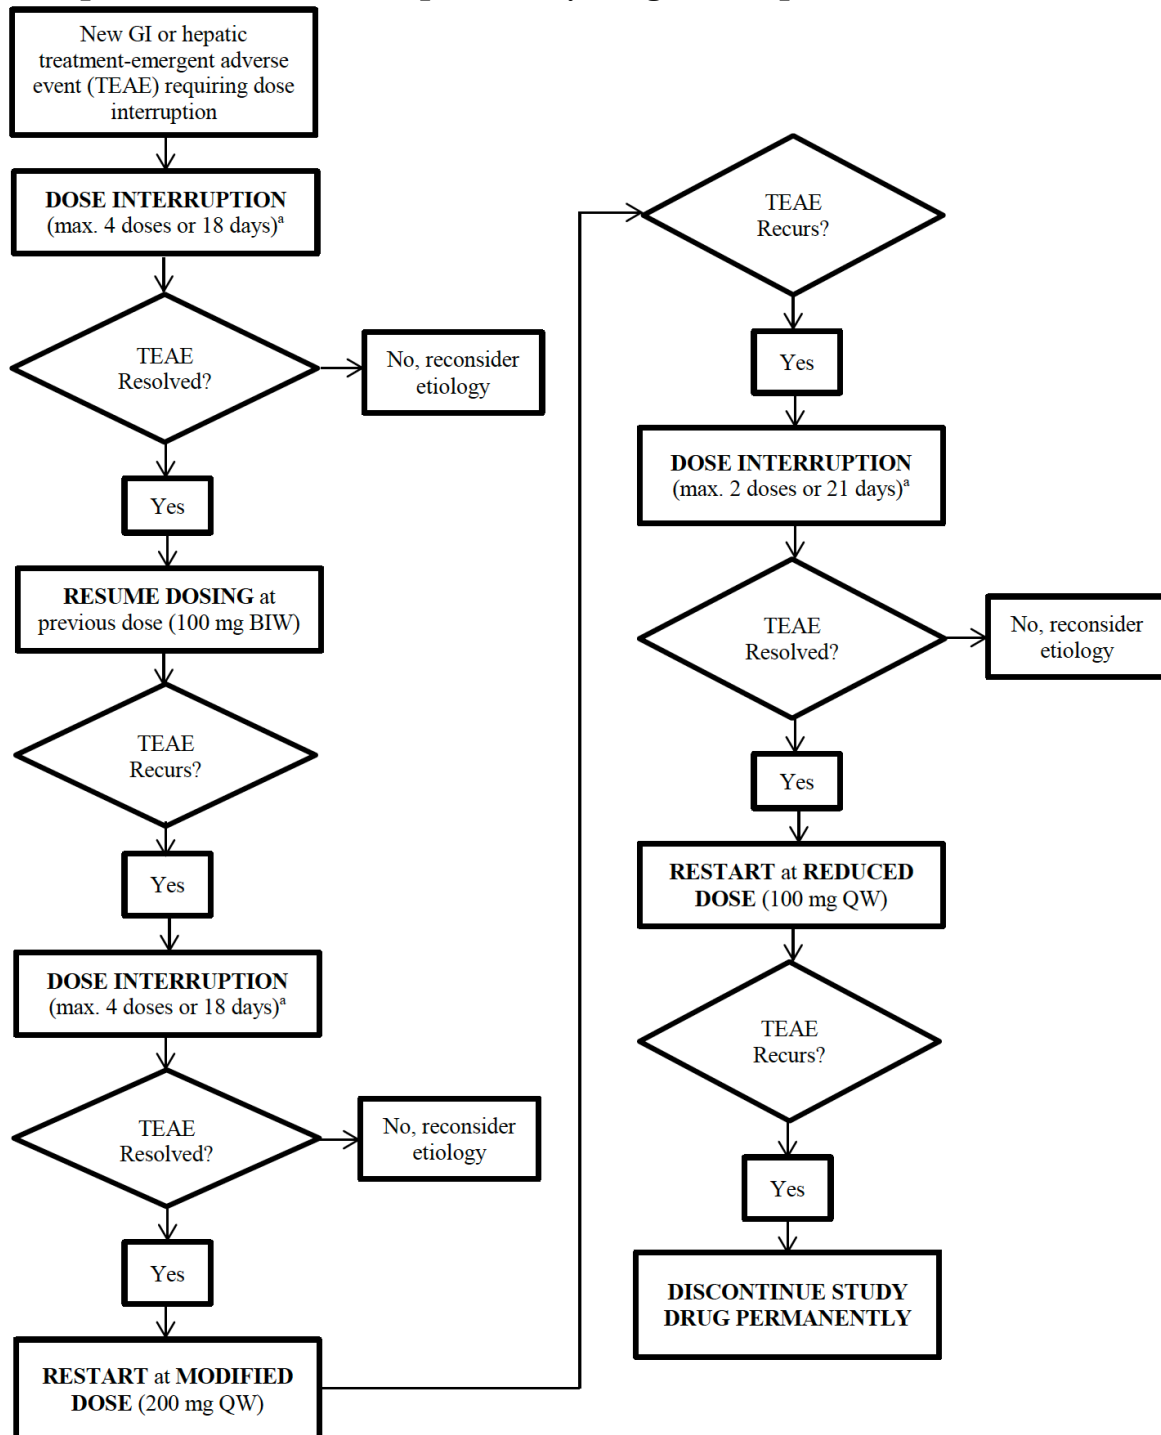 New GI or hepatic
treatment-emergent adverse
event (TEAE) requiring dose
interruption
DOSE INTERRUPTION
(max. 4 doses or 18 days)ᵃ
TEAE
Resolved?
No, reconsider
etiology
Yes
RESUME DOSING at
previous dose (100 mg BIW)
TEAE
Recurs?
Yes
DOSE INTERRUPTION
(max. 4 doses or 18 days)ᵃ
TEAE
Resolved?
No, reconsider
etiology
Yes
RESTART at MODIFIED
DOSE (200 mg QW)
TEAE
Recurs?
Yes
DOSE INTERRUPTION
(max. 2 doses or 21 days)ᵃ
TEAE
Resolved?
No, reconsider
etiology
Yes
RESTART at REDUCED
DOSE (100 mg QW)
TEAE
Recurs?
Yes
DISCONTINUE STUDY
DRUG PERMANENTLY